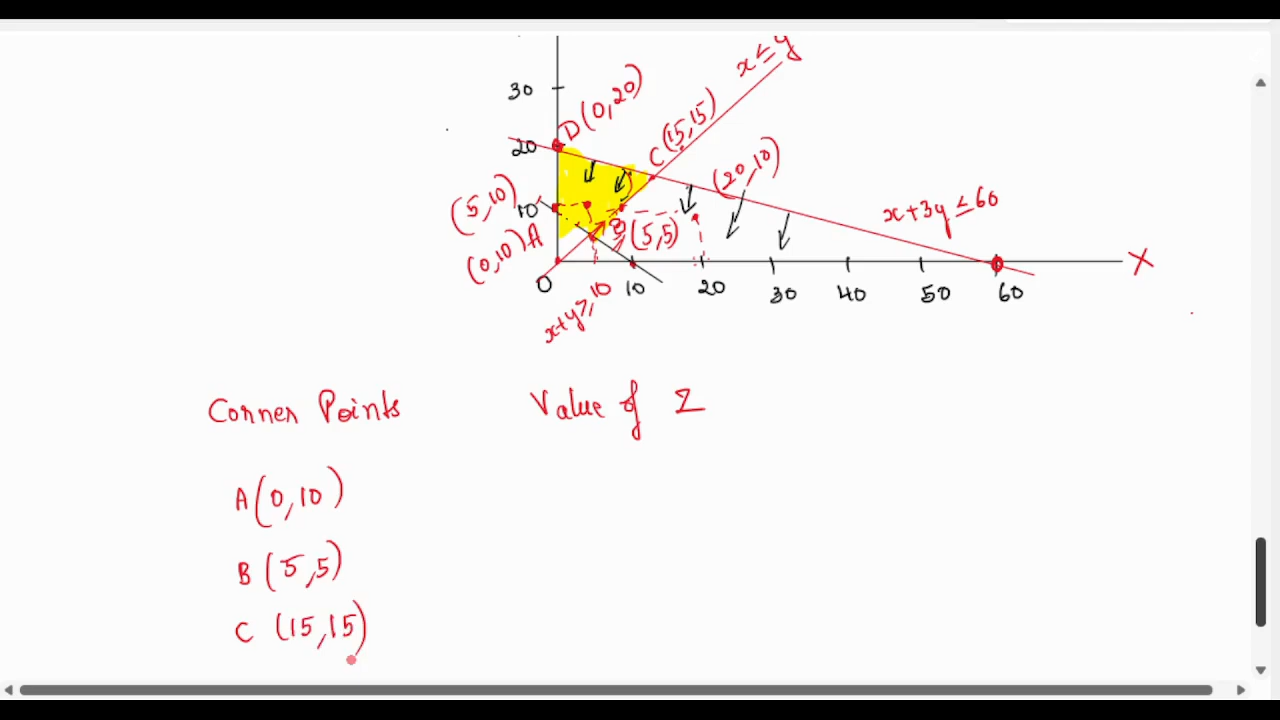 x ≤ y
30
D(0,20)
C(15,15)
20
(20,10)
(5,10)
10
x+3y ≤ 60
B(5,5)
(0,10) A
X
0
10
20
30
40
50
60
x+y ≥ 10
Corner Points Value of Z
A(0,10)
B (5,5)
C (15,15)